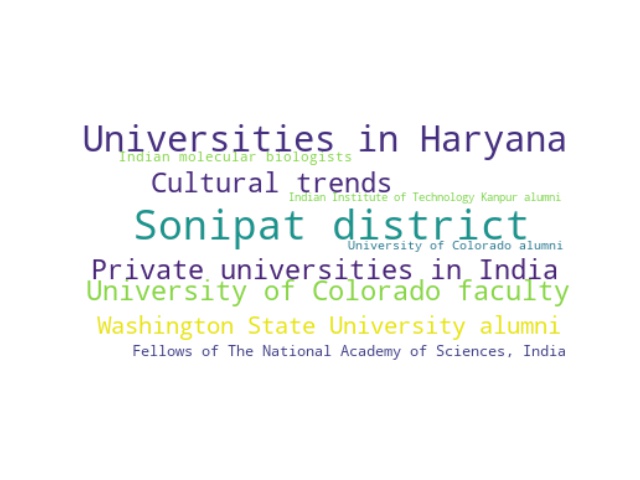 Universities in Haryana
Indian molecular biologists
Cultural trends
Indian Institute of Technology Kanpur alumni
Sonipat district
University of Colorado alumni
Private universities in India
University of Colorado faculty
Washington State University alumni
Fellows of The National Academy of Sciences, India